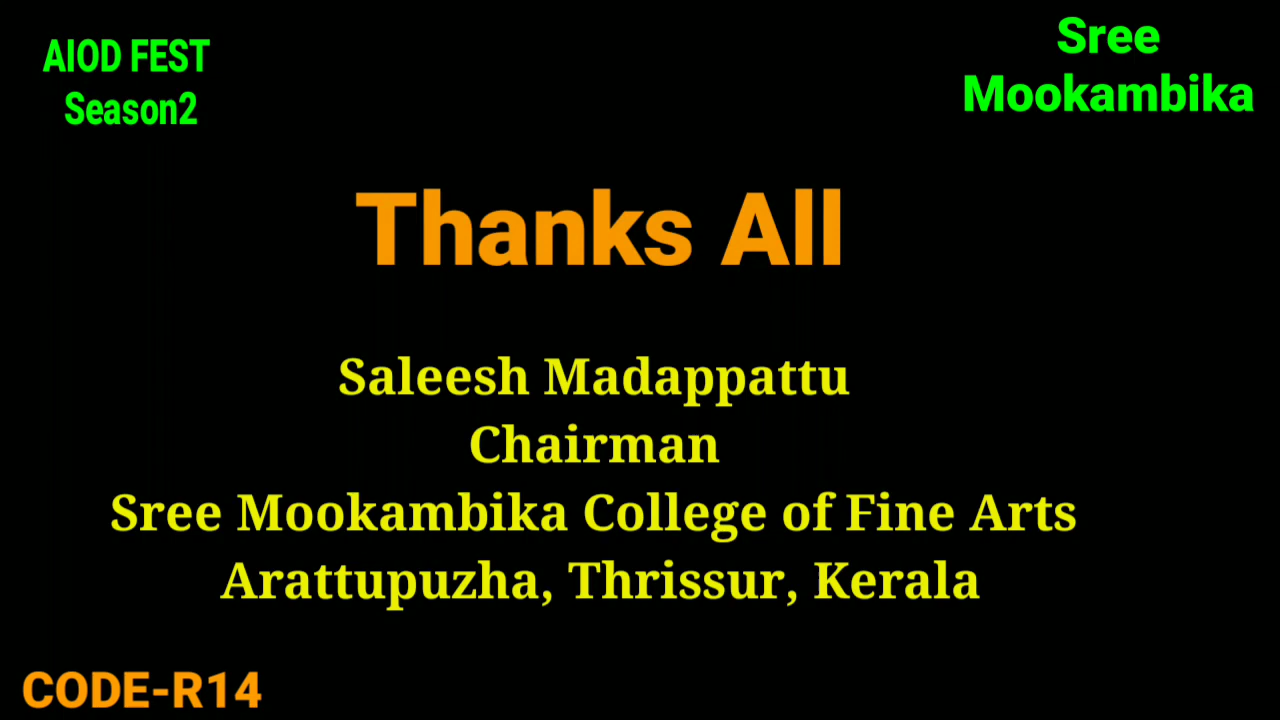 AIOD FEST
Season2
Sree
Mookambika
Thanks All
Saleesh Madappattu
Chairman
Sree Mookambika College of Fine Arts
Arattupuzha, Thrissur, Kerala
CODE-R14